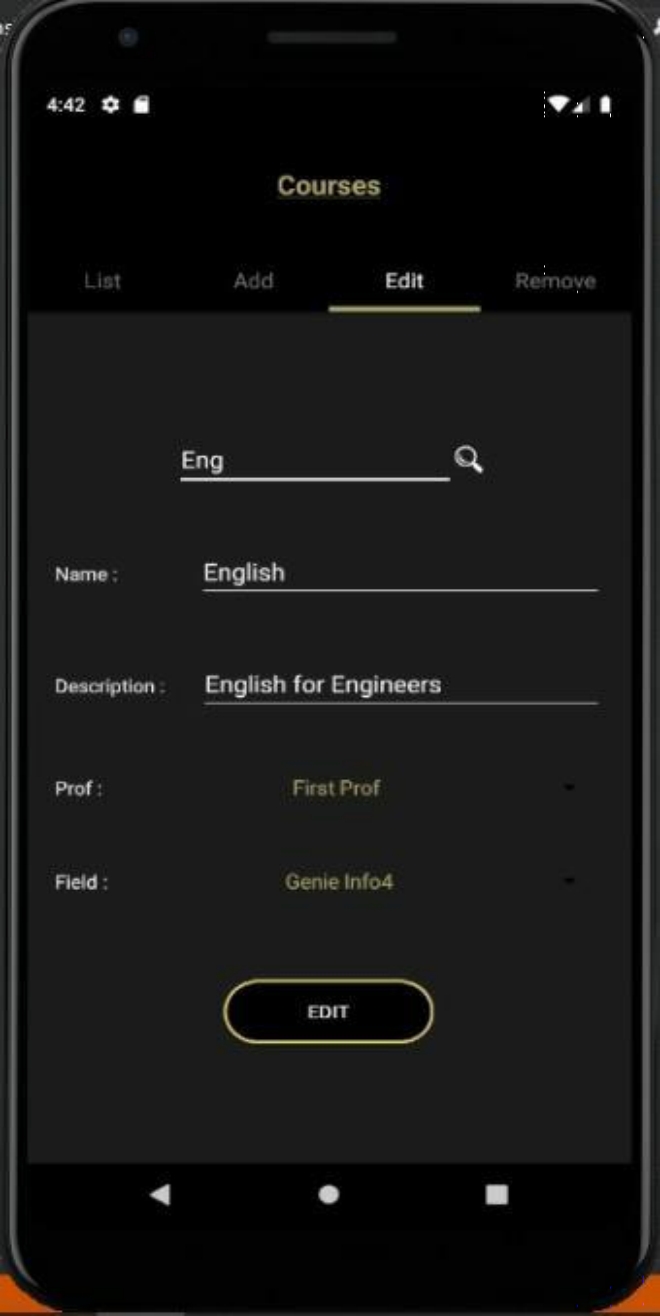 4:42
Courses
List Add Edit Remove
Eng
Name : English
Description : English for Engineers
Prof : First Prof
Field : Genie Info4
EDIT